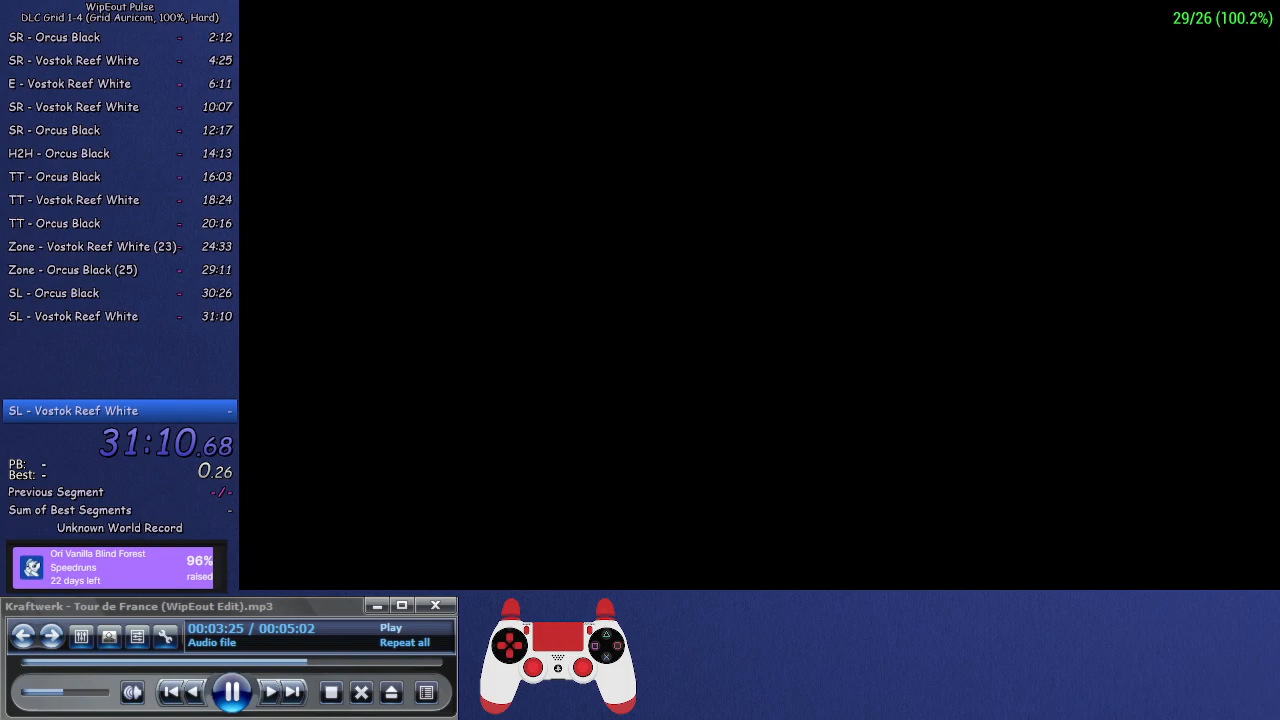 WipEout Pulse
DLC Grid 1-4 (Grid Auricom, 100%, Hard)
SR - Orcus Black - 2:12
SR - Vostok Reef White - 4:25
E - Vostok Reef White - 6:11
SR - Vostok Reef White - 10:07
SR - Orcus Black - 12:17
H2H - Orcus Black - 14:13
TT - Orcus Black - 16:03
TT - Vostok Reef White - 18:24
TT - Orcus Black - 20:16
Zone - Vostok Reef White (23) - 24:33
Zone - Orcus Black (25) - 29:11
SL - Orcus Black - 30:26
SL - Vostok Reef White - 31:10
SL - Vostok Reef White -
31:10.68
PB: -
Best: - 0.26
Previous Segment -/-
Sum of Best Segments -
Unknown World Record
Ori Vanilla Blind Forest
Speedruns
22 days left
96%
raised
29/26 (100.2%)
Kraftwerk - Tour de France (WipEout Edit).mp3
00:03:25 / 00:05:02 Play
Audio file Repeat all